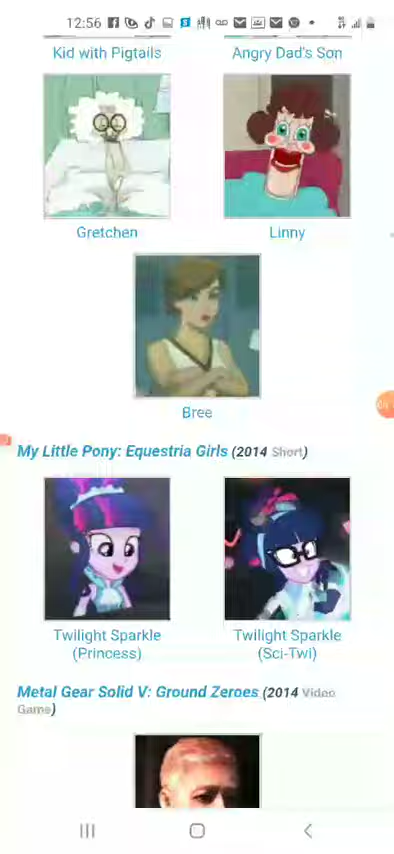 12:56
Kid with Pigtails
Angry Dad's Son
Gretchen
Linny
Bree
My Little Pony: Equestria Girls (2014 Short)
Twilight Sparkle
(Princess)
Twilight Sparkle
(Sci-Twi)
Metal Gear Solid V: Ground Zeroes (2014 Video
Game)